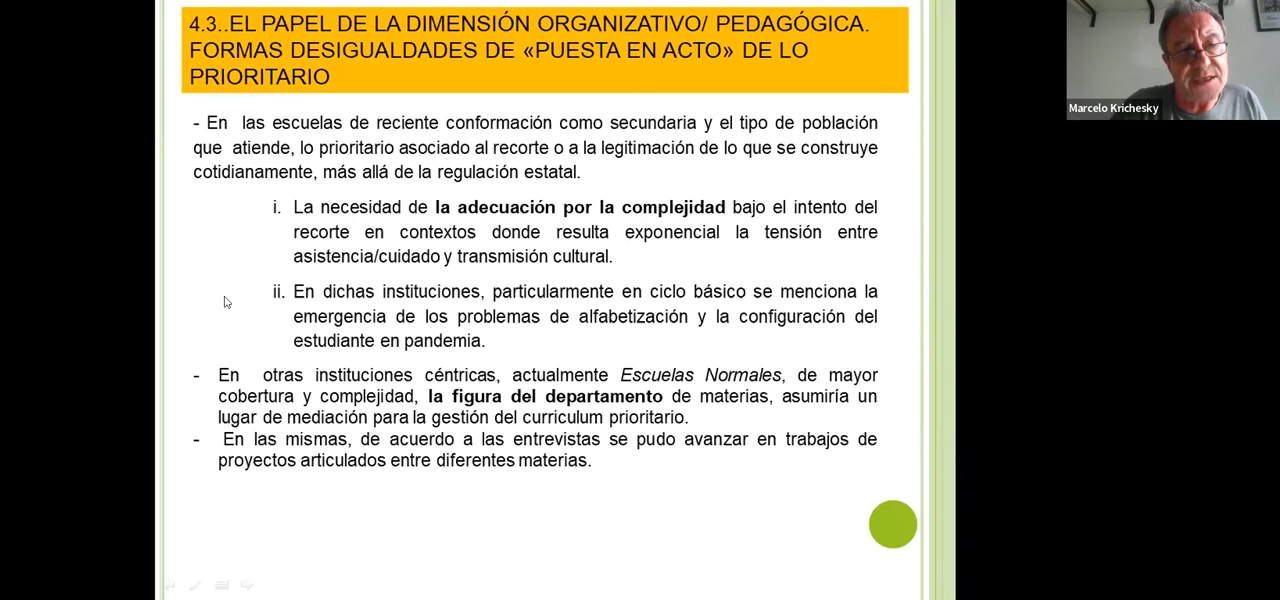 4.3..EL PAPEL DE LA DIMENSIÓN ORGANIZATIVO/ PEDAGÓGICA.
FORMAS DESIGUALDADES DE «PUESTA EN ACTO» DE LO
PRIORITARIO
- En las escuelas de reciente conformación como secundaria y el tipo de población
que atiende, lo prioritario asociado al recorte o a la legitimación de lo que se construye
cotidianamente, más allá de la regulación estatal.
i. La necesidad de la adecuación por la complejidad bajo el intento del
recorte en contextos donde resulta exponencial la tensión entre
asistencia/cuidado y transmisión cultural.
ii. En dichas instituciones, particularmente en ciclo básico se menciona la
emergencia de los problemas de alfabetización y la configuración del
estudiante en pandemia.
- En otras instituciones céntricas, actualmente Escuelas Normales, de mayor
cobertura y complejidad, la figura del departamento de materias, asumiría un
lugar de mediación para la gestión del curriculum prioritario.
- En las mismas, de acuerdo a las entrevistas se pudo avanzar en trabajos de
proyectos articulados entre diferentes materias.
Marcelo Krichesky